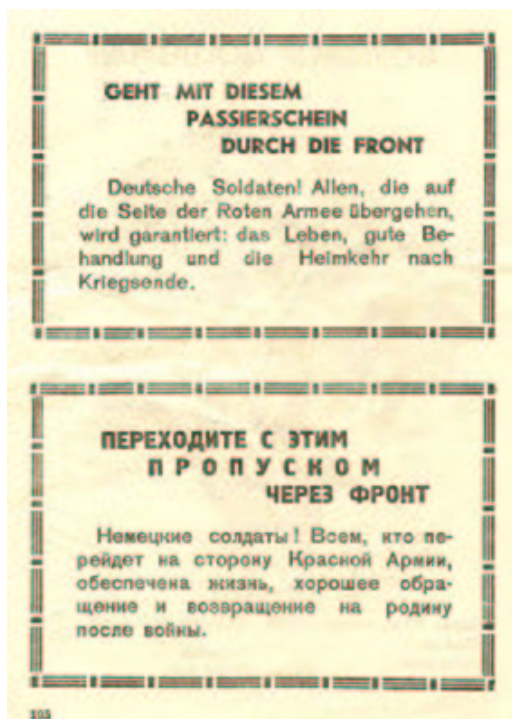 GEHT MIT DIESEM
PASSIERSCHEIN
DURCH DIE FRONT
Deutsche Soldaten! Allen, die auf
die Seite der Roten Armee übergehen,
wird garantiert: das Leben, gute Be-
handlung und die Heimkehr nach
Kriegsende.
ПЕРЕХОДИТЕ С ЭТИМ
ПРОПУСКОМ
ЧЕРЕЗ ФРОНТ
Немецкие солдаты! Всем, кто пе-
рейдет на сторону Красной Армии,
обеспечена жизнь, хорошее обра-
щение и возвращение на родину
после войны.